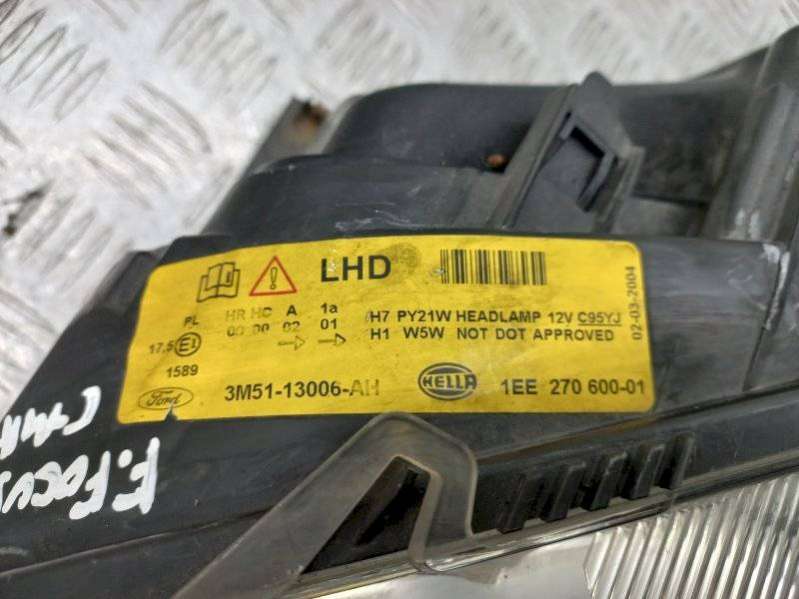 LHD
PL HR HC A 1a H7 PY21W HEADLAMP 12V C95YJ
00 00 02 01 H1 W5W NOT DOT APPROVED
17.5 E1
1589
02-03-2004
Ford 3M51-13006-AH HELLA 1EE 270 600-01
F.FOCUS